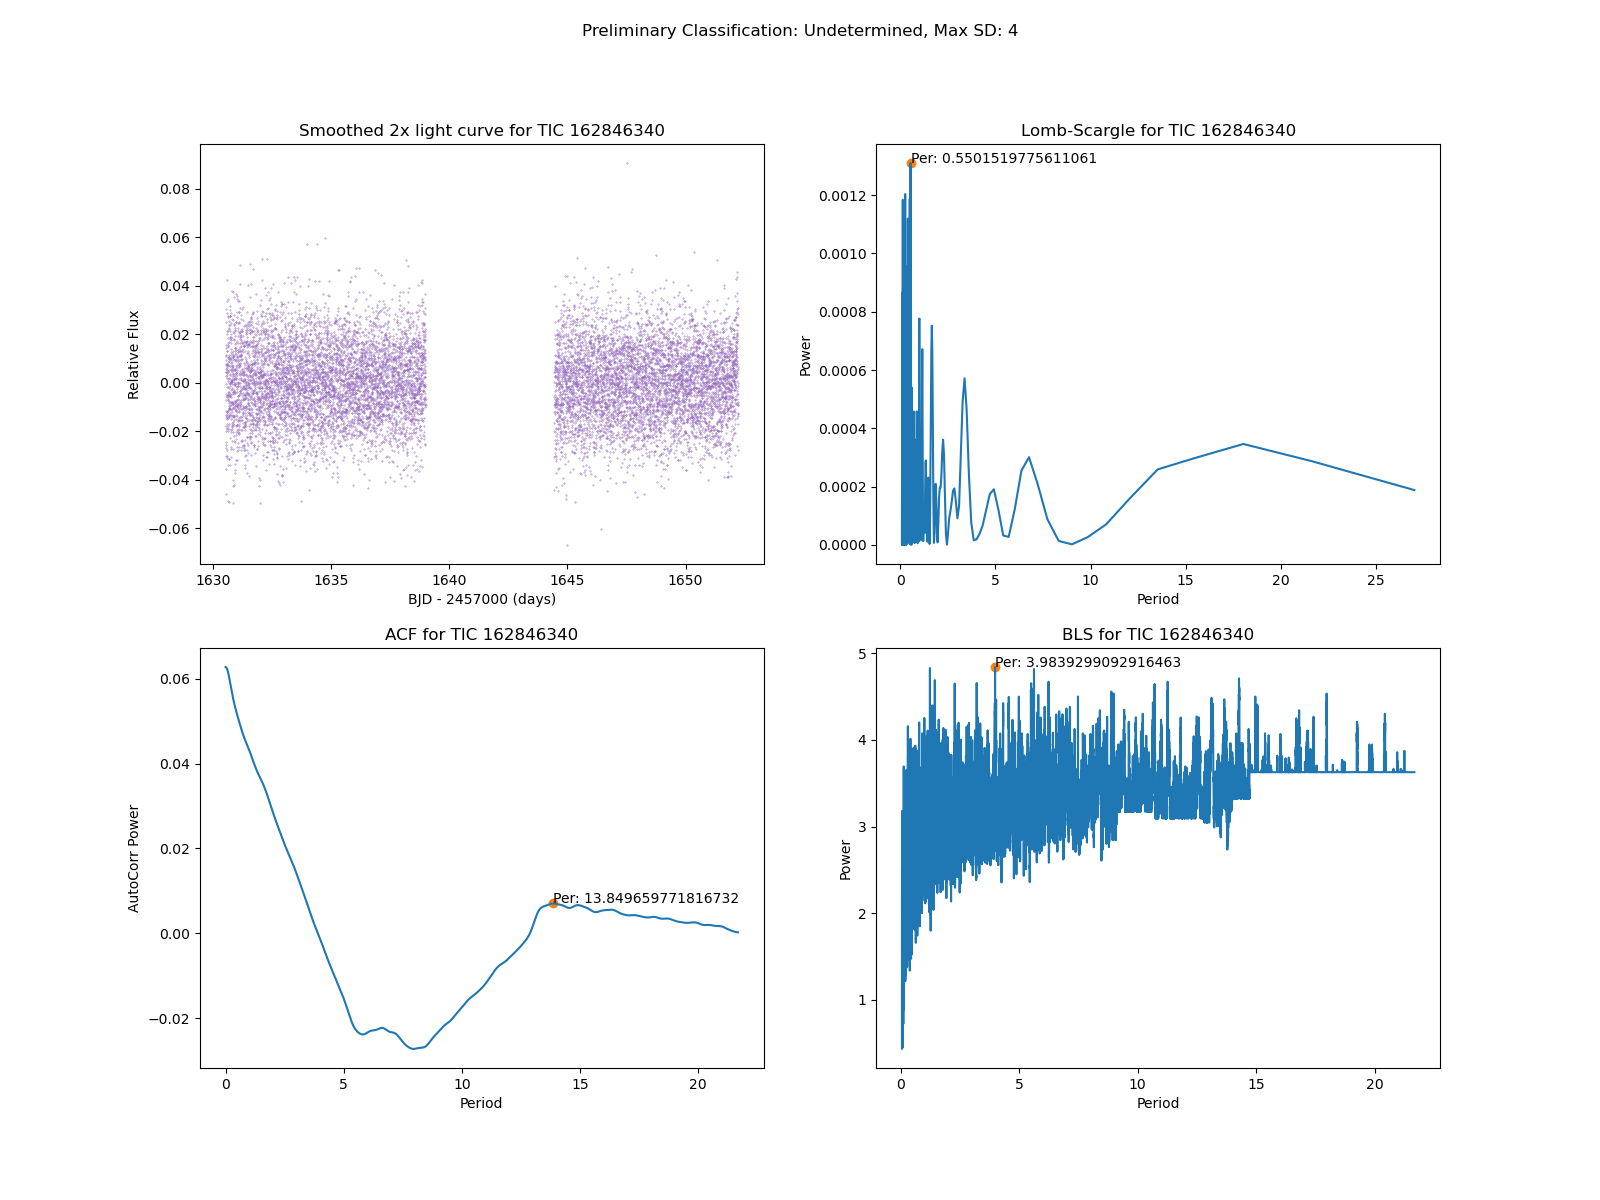 Preliminary Classification: Undetermined, Max SD: 4
Smoothed 2x light curve for TIC 162846340
0.08
0.06
0.04
0.02
0.00
−0.02
−0.04
−0.06
Relative Flux
1630
1635
1640
1645
1650
BJD - 2457000 (days)
Lomb-Scargle for TIC 162846340
Per: 0.5501519775611061
0.0012
0.0010
0.0008
0.0006
0.0004
0.0002
0.0000
Power
0
5
10
15
20
25
Period
ACF for TIC 162846340
0.06
0.04
0.02
0.00
−0.02
AutoCorr Power
Per: 13.849659771816732
0
5
10
15
20
Period
BLS for TIC 162846340
Per: 3.9839299092916463
5
4
3
2
1
Power
0
5
10
15
20
Period